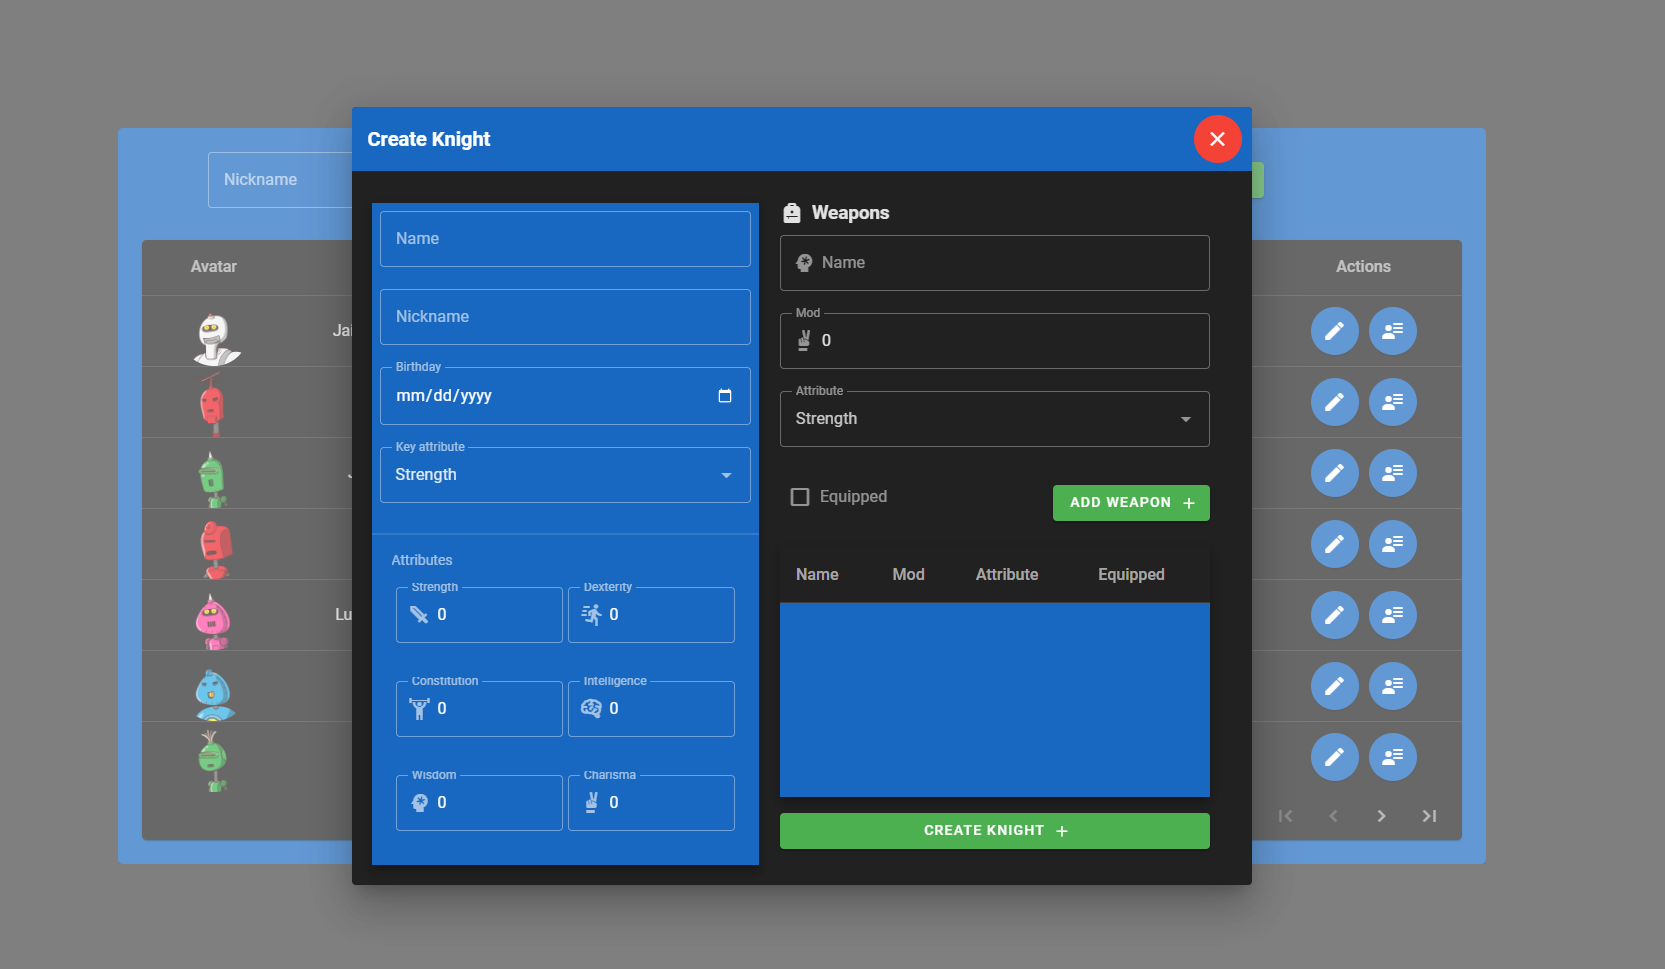 Create Knight
Nickname
Avatar
Actions
Name
Nickname
Birthday
mm/dd/yyyy
Key attribute
Strength
Attributes
Strength
0
Dexterity
0
Constitution
0
Intelligence
0
Wisdom
0
Charisma
0
Weapons
Name
Mod
0
Attribute
Strength
Equipped
ADD WEAPON +
Name Mod Attribute Equipped
CREATE KNIGHT +
Jai
J
Lu